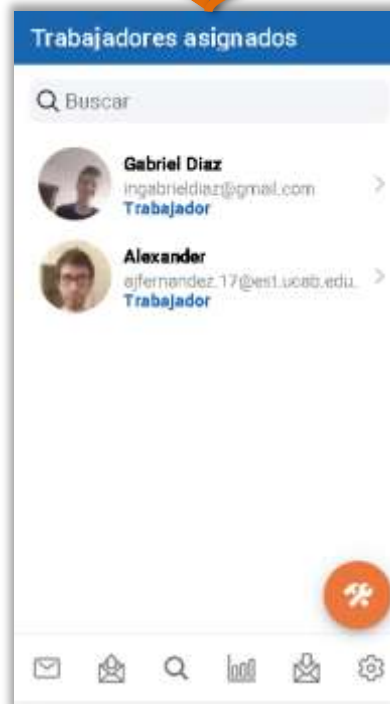 Trabajadores asignados
Buscar
Gabriel Diaz
ingabrieldiaz@gmail.com
Trabajador
Alexander
ajfernandez.17@est.ucab.edu.
Trabajador